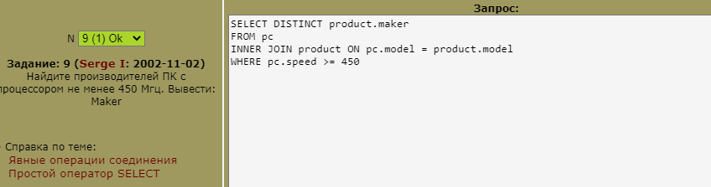 N 9 (1) Ok
Задание: 9 (Serge I: 2002-11-02)
Найдите производителей ПК с
процессором не менее 450 Мгц. Вывести:
Maker
Справка по теме:
Явные операции соединения
Простой оператор SELECT
Запрос:
SELECT DISTINCT product.maker
FROM pc
INNER JOIN product ON pc.model = product.model
WHERE pc.speed >= 450